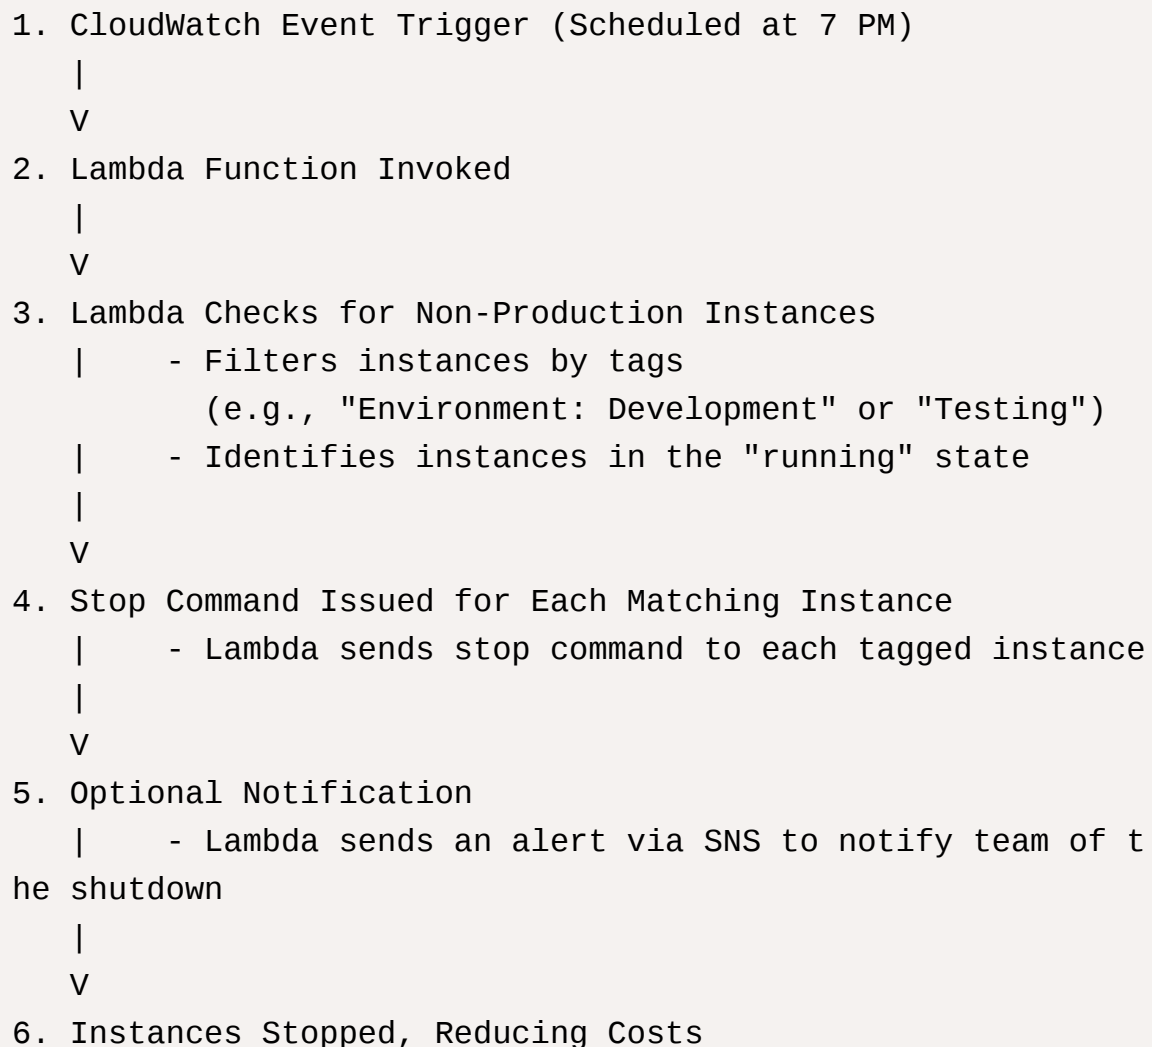 1. CloudWatch Event Trigger (Scheduled at 7 PM)
   |
   V
2. Lambda Function Invoked
   |
   V
3. Lambda Checks for Non-Production Instances
   |    - Filters instances by tags
          (e.g., "Environment: Development" or "Testing")
   |    - Identifies instances in the "running" state
   |
   V
4. Stop Command Issued for Each Matching Instance
   |    - Lambda sends stop command to each tagged instance
   |
   V
5. Optional Notification
   |    - Lambda sends an alert via SNS to notify team of t
he shutdown
   |
   V
6. Instances Stopped, Reducing Costs